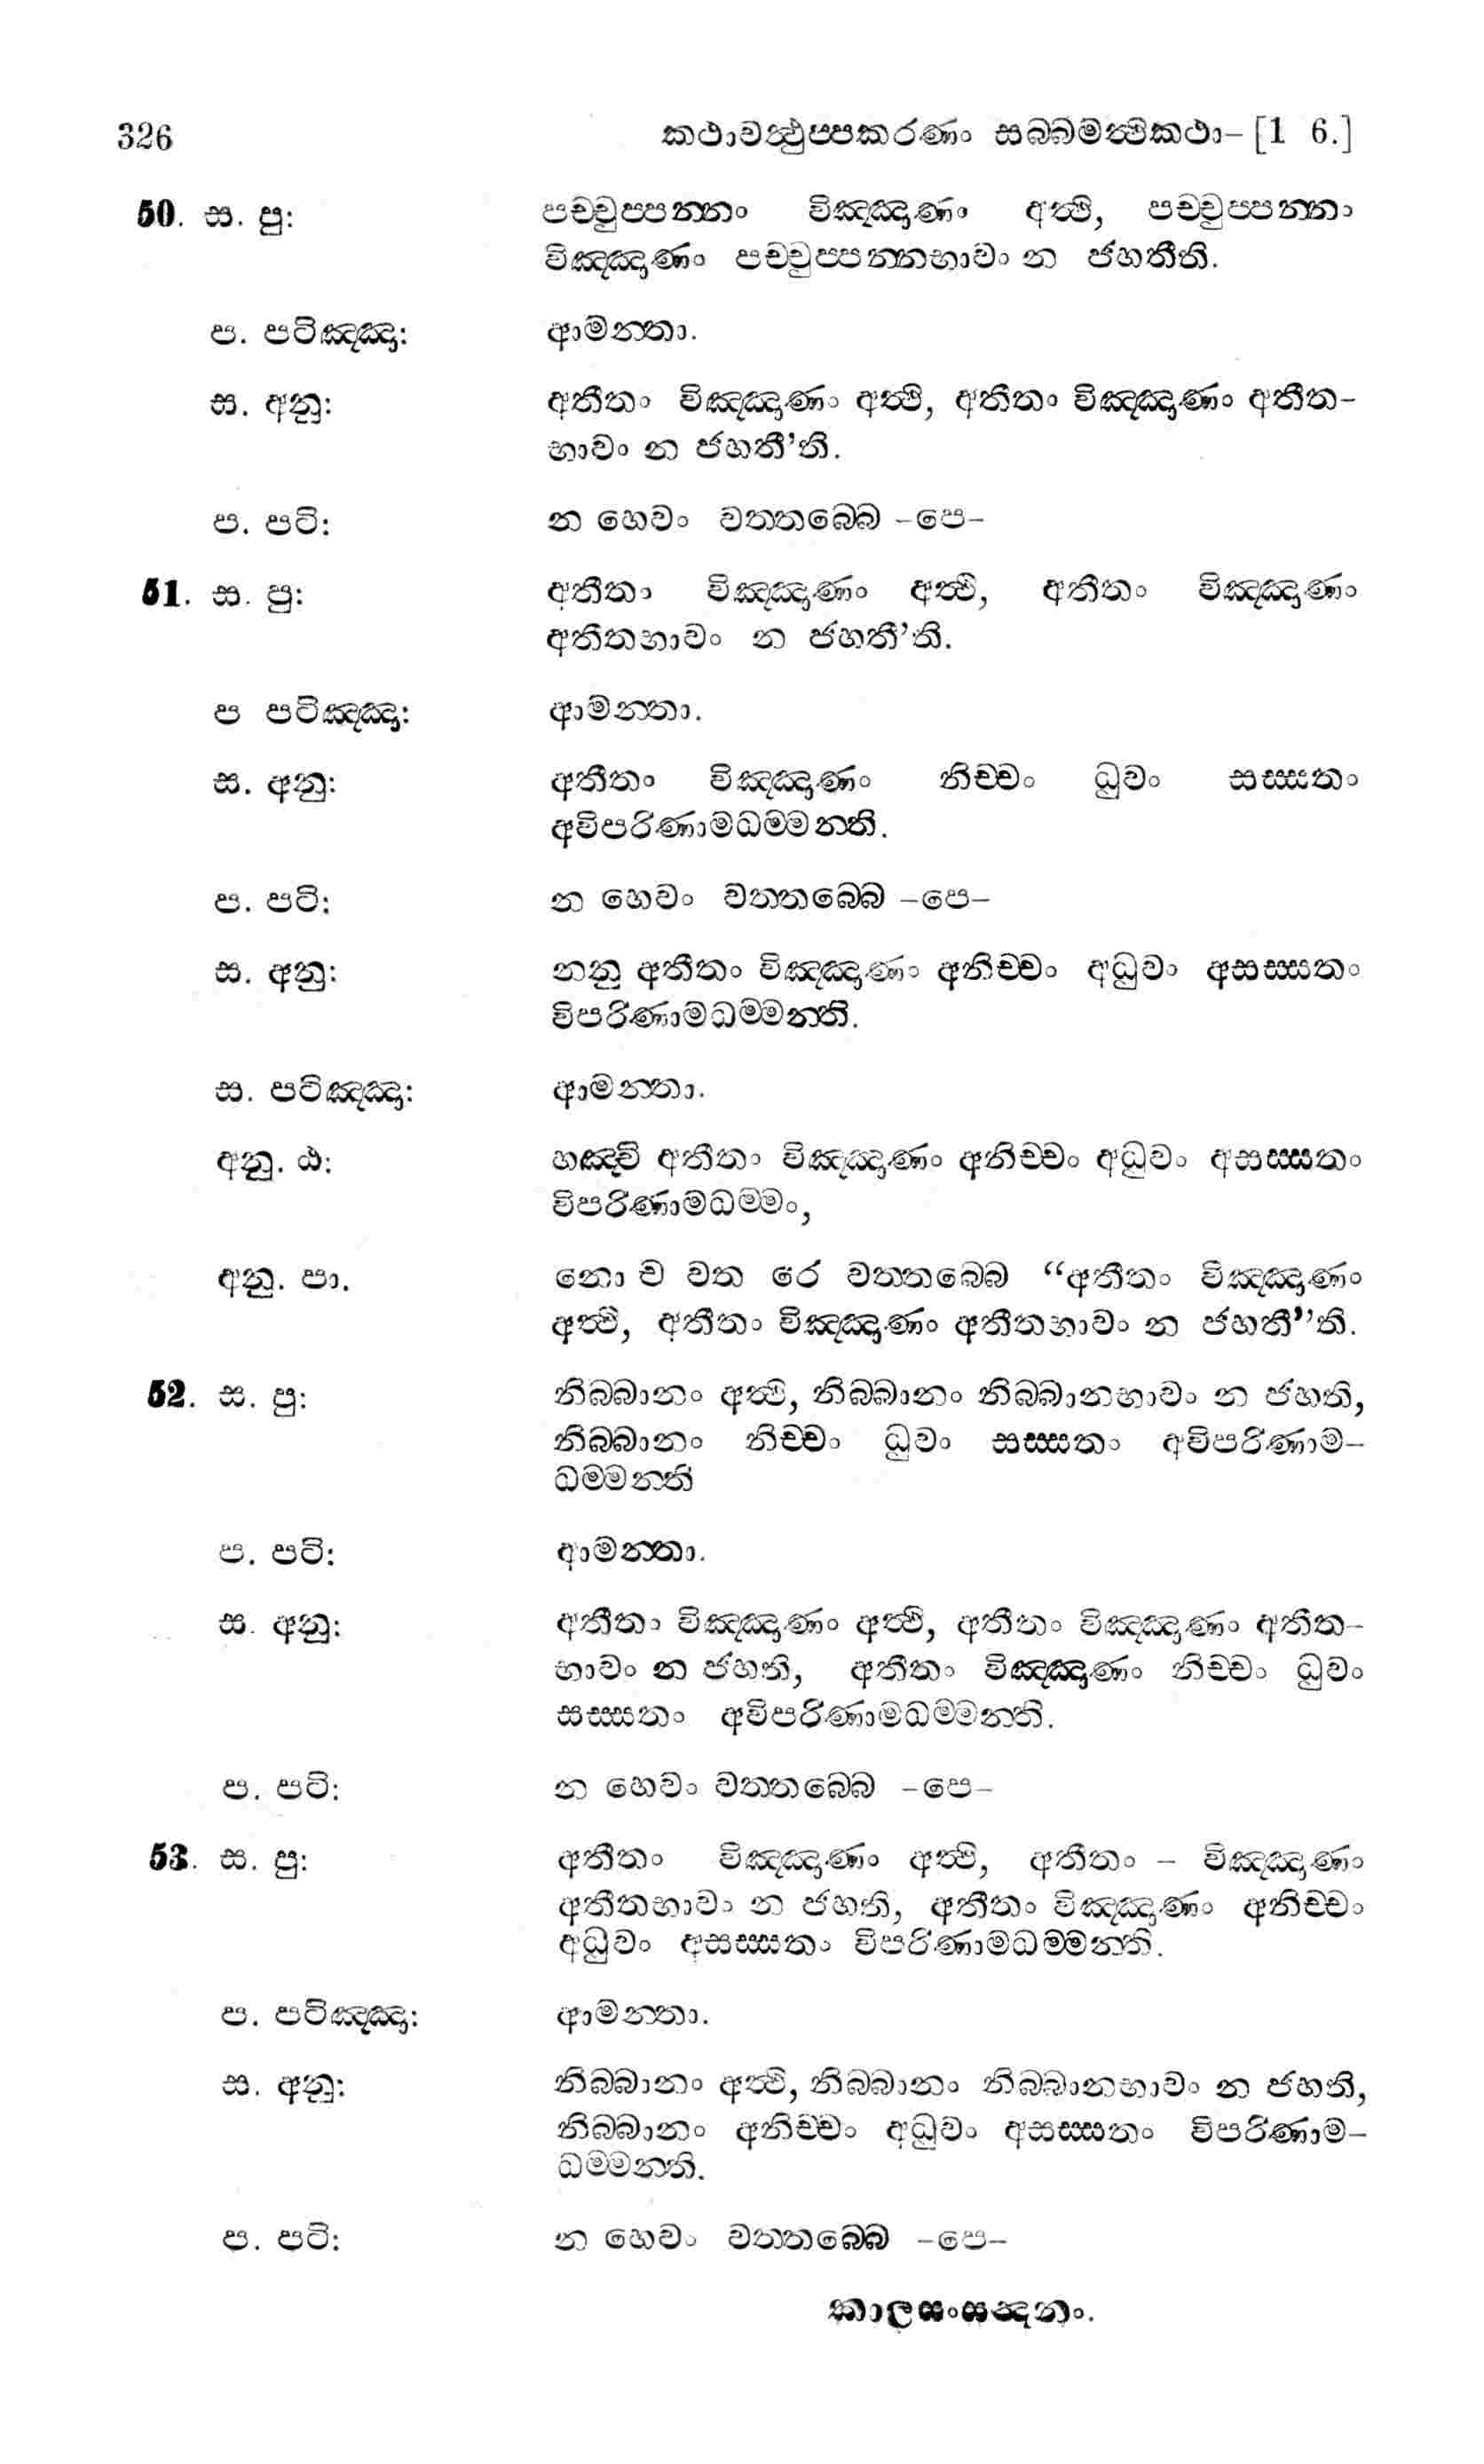 326 කථාවත්‍ථුප්පකරණං සබ්බමත්‍ථිකථා– [1 6.]
50. ස. පු: පච්චුප්පන්නං විඤ්ඤාණං අත්‍ථි, පච්චුප්පන්නං
විඤ්ඤාණං පච්චුප්පන්නභාවං න ජහතීති.
ප. පටිඤ්ඤා: ආමන්තා.
ස. අනු: අතීතං විඤ්ඤාණං අත්‍ථි, අතීතං විඤ්ඤාණං අතීත–
භාවං න ජහතී’ති.
ප. පටි: න හෙවං වත්තබ්බෙ –පෙ–
51. ස. පු: අතීතං විඤ්ඤාණං අත්‍ථි, අතීතං විඤ්ඤාණං
අතීතභාවං න ජහතී’ති.
ප පටිඤ්ඤා: ආමන්තා.
ස. අනු: අතීතං විඤ්ඤාණං නිච්චං ධුවං සස්සතං
අවිපරිණාමධම්මන්ති.
ප. පටි: න හෙවං වත්තබ්බෙ –පෙ–
ස. අනු: නනු අතීතං විඤ්ඤාණං අනිච්චං අධුවං අසස්සතං
විපරිණාමධම්මන්ති.
ස. පටිඤ්ඤා: ආමන්තා.
අනු. ඨ: හඤ්චි අතීතං විඤ්ඤාණං අනිච්චං අධුවං අසස්සතං
විපරිණාමධම්මං,
අනු. පා. නො ච වත රෙ වත්තබ්බෙ “අතීතං විඤ්ඤාණං
අත්‍ථි, අතීතං විඤ්ඤාණං අතීතභාවං න ජහතී”ති.
52. ස. පු: නිබ්බානං අත්‍ථි, නිබ්බානං නිබ්බානභාවං න ජහති,
නිබ්බානං නිච්චං ධුවං සස්සතං අවිපරිණාම–
ධම්මන්ති
ප. පටි: ආමන්තා.
ස. අනු: අතීතං විඤ්ඤාණං අත්‍ථි, අතීතං විඤ්ඤාණං අතීත–
භාවං න ජහති, අතීතං විඤ්ඤාණං නිච්චං ධුවං
සස්සතං අවිපරිණාමධම්මන්ති.
ප. පටි: න හෙවං වත්තබ්බෙ –පෙ–
53. ස. පු: අතීතං විඤ්ඤාණං අත්‍ථි, අතීතං – විඤ්ඤාණං
අතීතභාවං න ජහති, අතීතං විඤ්ඤාණං අනිච්චං
අධුවං අසස්සතං විපරිණාමධම්මන්ති.
ප. පටිඤ්ඤා: ආමන්තා.
ස. අනු: නිබ්බානං අත්‍ථි, නිබ්බානං නිබ්බානභාවං න ජහති,
නිබ්බානං අනිච්චං අධුවං අසස්සතං විපරිණාම–
ධම්මන්ති.
ප. පටි: න හෙවං වත්තබ්බෙ –පෙ–
කාලසංසන්‍දනං.